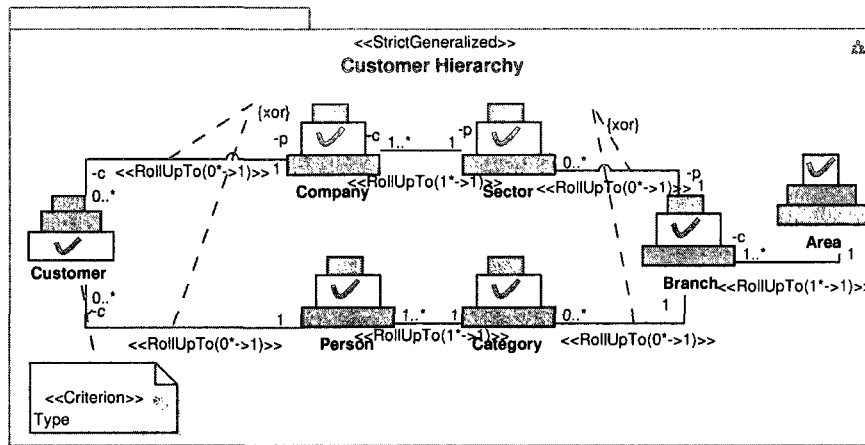 <<StrictGeneralized>>
Customer Hierarchy
{xor}
{xor}
-p
-c
1..*
1
-p
0..*
-c
<<RollUpTo(0*->1)>>
1
Company
<<RollUpTo(1*->1)>>
Sector
<<RollUpTo(0*->1)>>
-p
1
0..*
Area
-c
1..*
1
Customer
Branch
<<RollUpTo(1*->1)>>
0..*
-c
1
1..*
1
0..*
1
<<RollUpTo(0*->1)>>
Person
<<RollUpTo(1*->1)>>
Category
<<RollUpTo(0*->1)>>
<<Criterion>>
Type